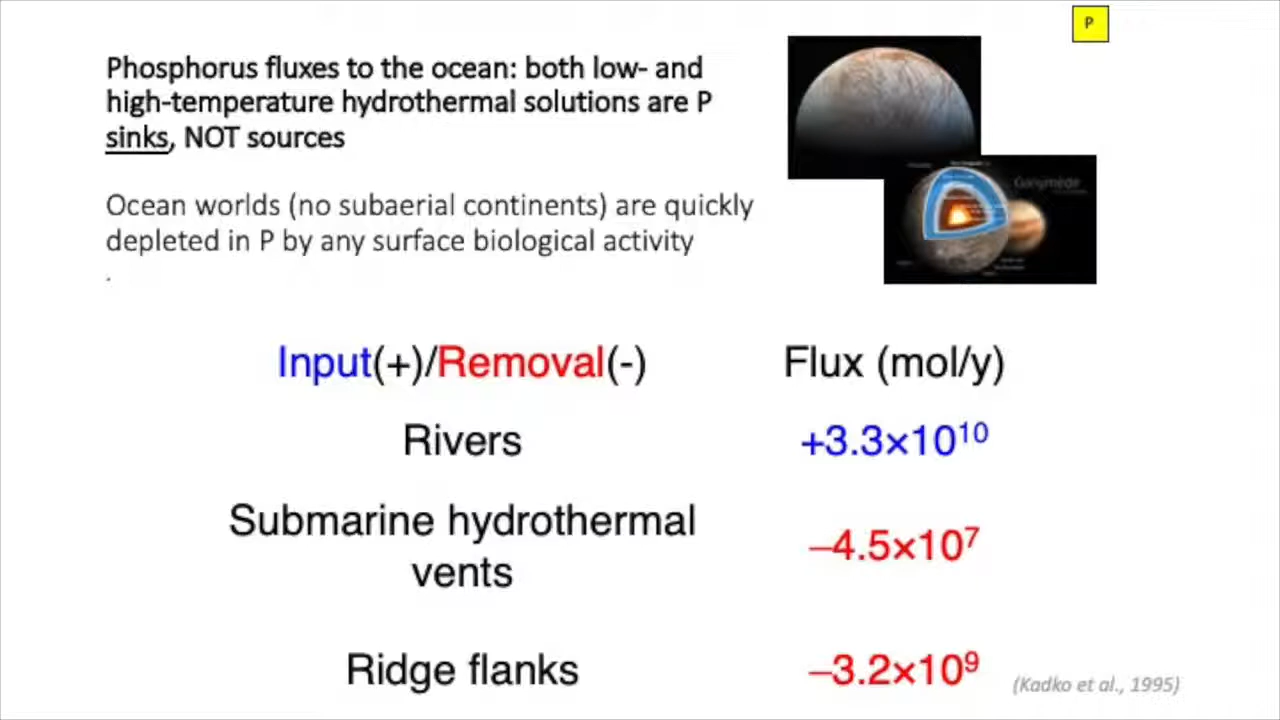 P
Phosphorus fluxes to the ocean: both low- and
high-temperature hydrothermal solutions are P
sinks, NOT sources
Ocean worlds (no subaerial continents) are quickly
depleted in P by any surface biological activity
.
Ganymede
Input(+)/Removal(-) Flux (mol/y)
Rivers +3.3×10¹⁰
Submarine hydrothermal
vents –4.5×10⁷
Ridge flanks –3.2×10⁹
(Kadko et al., 1995)